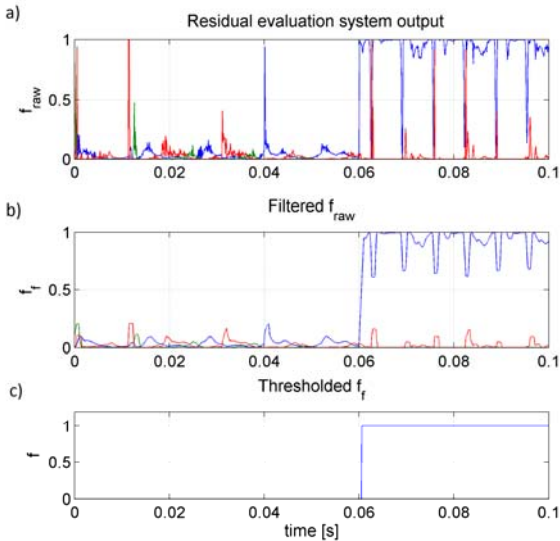 a)
Residual evaluation system output
1
0.5
0
f_raw
0 0.02 0.04 0.06 0.08 0.1
b)
Filtered f_raw
1
0.5
0
f_f
0 0.02 0.04 0.06 0.08 0.1
c)
Thresholded f_f
1
0.5
0
f
0 0.02 0.04 0.06 0.08 0.1
time [s]